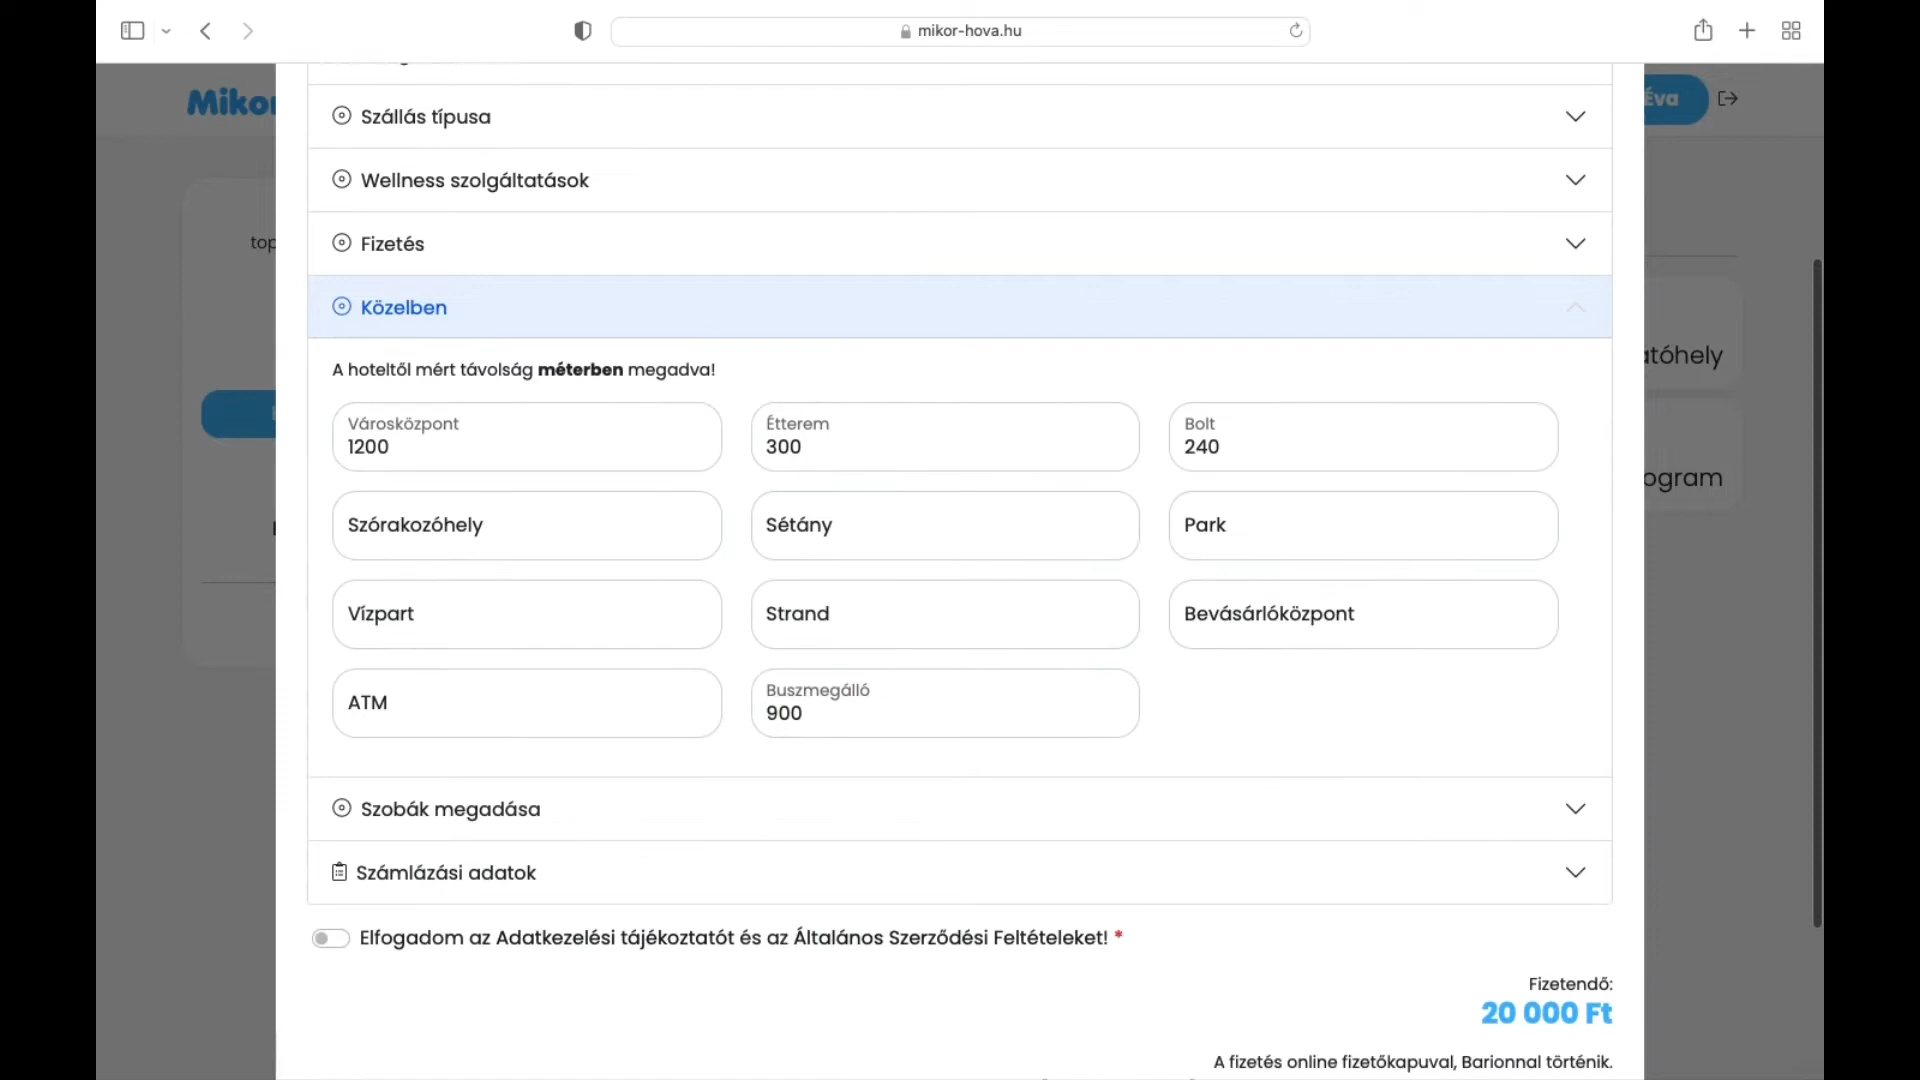 mikor-hova.hu
Mikor
Éva
Szállás típusa
Wellness szolgáltatások
Fizetés
Közelben
A hoteltől mért távolság méterben megadva!
Városközpont
1200
Étterem
300
Bolt
240
Szórakozóhely
Sétány
Park
Vízpart
Strand
Bevásárlóközpont
ATM
Buszmegálló
900
Szobák megadása
Számlázási adatok
Elfogadom az Adatkezelési tájékoztatót és az Általános Szerződési Feltételeket! *
Fizetendő:
20 000 Ft
A fizetés online fizetőkapuval, Barionnal történik.
top
atóhely
ogram